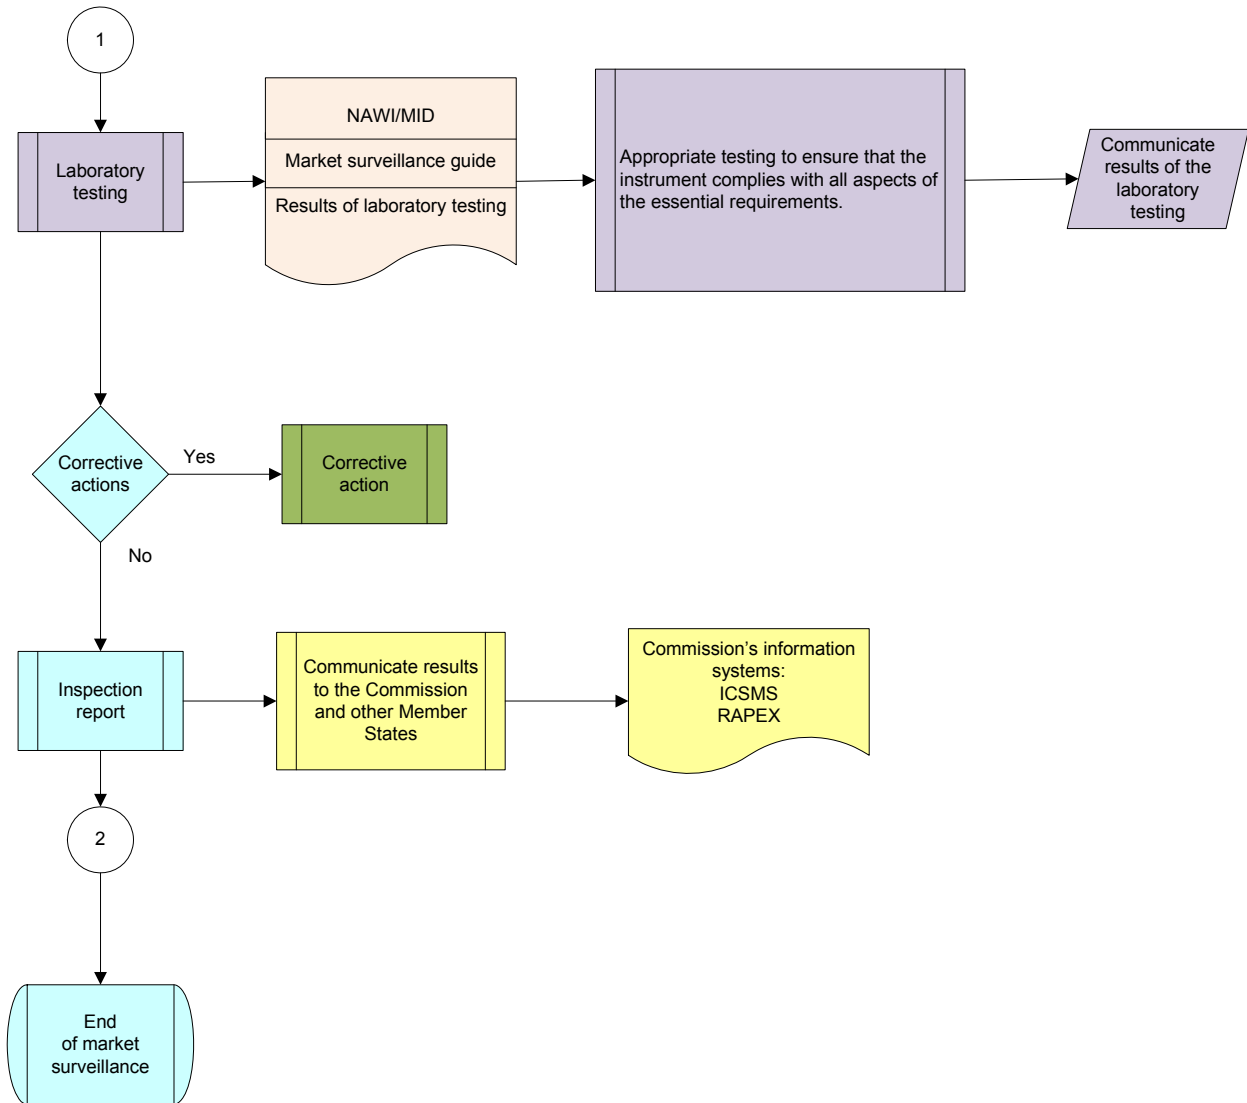 1
Laboratory
testing
NAWI/MID
Market surveillance guide
Results of laboratory testing
Appropriate testing to ensure that the
instrument complies with all aspects of
the essential requirements.
Communicate
results of the
laboratory
testing
Corrective
actions
Yes
Corrective
action
No
Inspection
report
Communicate results
to the Commission
and other Member
States
Commission’s information
systems:
ICSMS
RAPEX
2
End
of market
surveillance